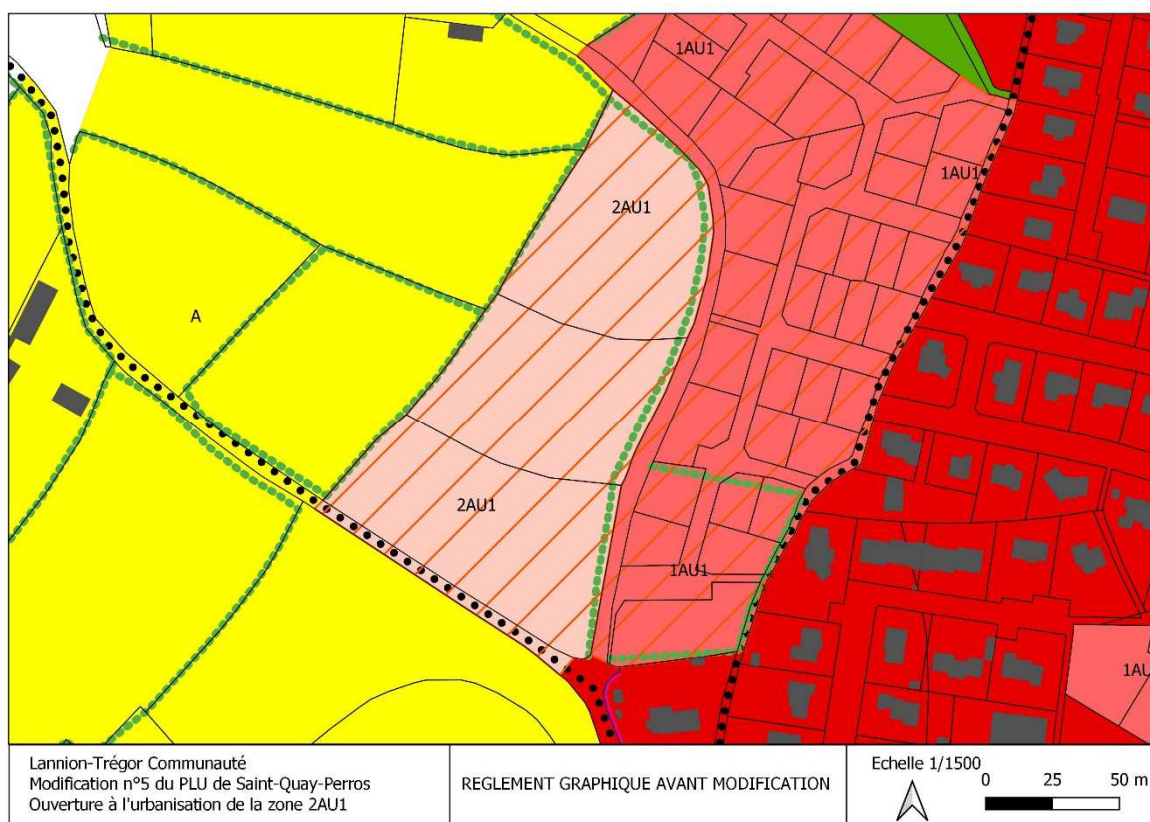 1AU1
1AU1
2AU1
A
2AU1
1AU1
1AU
Lannion-Trégor Communauté
Modification n°5 du PLU de Saint-Quay-Perros
Ouverture à l'urbanisation de la zone 2AU1
REGLEMENT GRAPHIQUE AVANT MODIFICATION
Echelle 1/1500
0 25 50 m